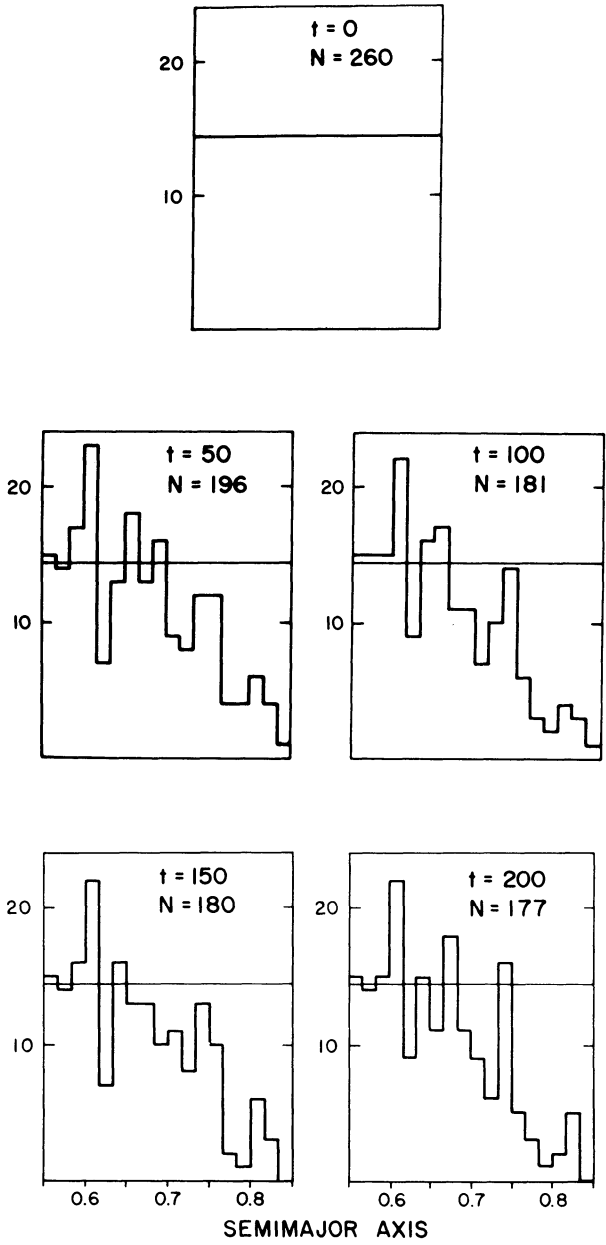 t = 0
N = 260
20
10
t = 50
N = 196
20
10
t = 100
N = 181
20
10
t = 150
N = 180
20
10
0.6 0.7 0.8
t = 200
N = 177
20
10
0.6 0.7 0.8
SEMIMAJOR AXIS